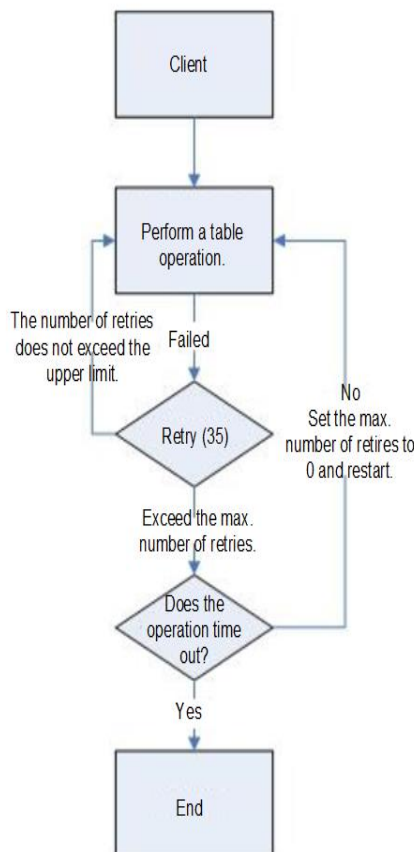 Client
Perform a table
operation.
The number of retries
does not exceed the
upper limit.
Failed
Retry (35)
No
Set the max.
number of retires to
0 and restart.
Exceed the max.
number of retries.
Does the
operation time
out?
Yes
End